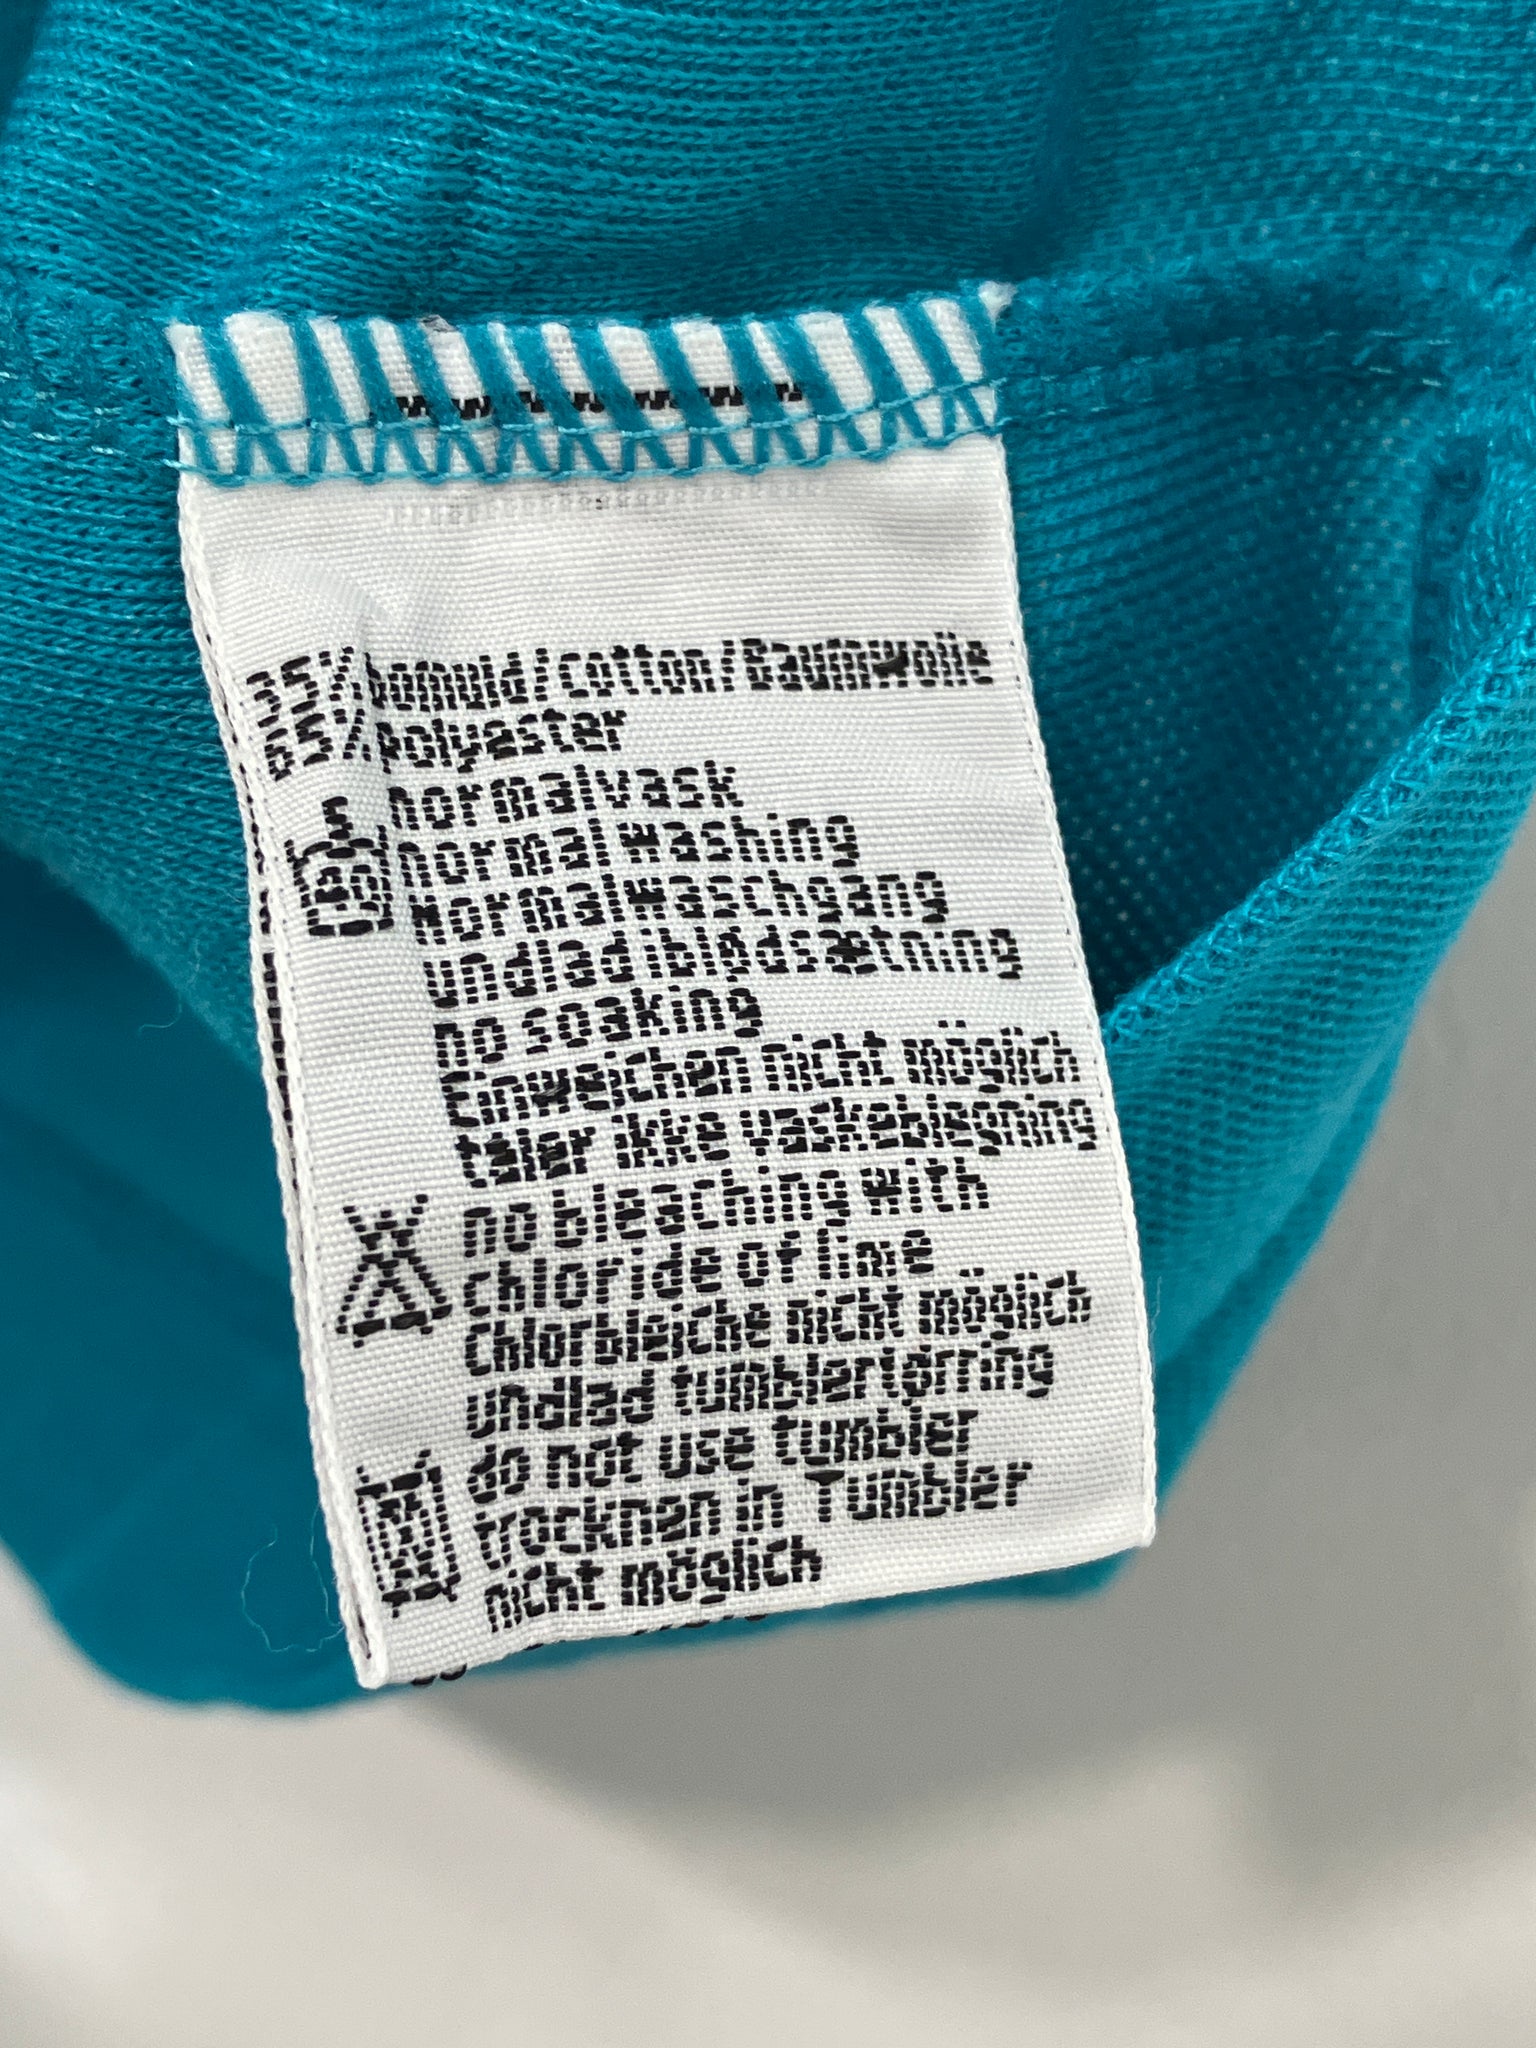 35% bomuld/Cotton/Baumwolle
65% polyester
normalvask
normal washing
Normalwaschgang
undlad iblødsætning
no soaking
Einweichen nicht möglich
tåler ikke vaskeblegning
no bleaching with
chloride of lime
Chlorbleiche nicht möglich
undlad tumblertørring
do not use tumbler
trocknen in Tumbler
nicht möglich